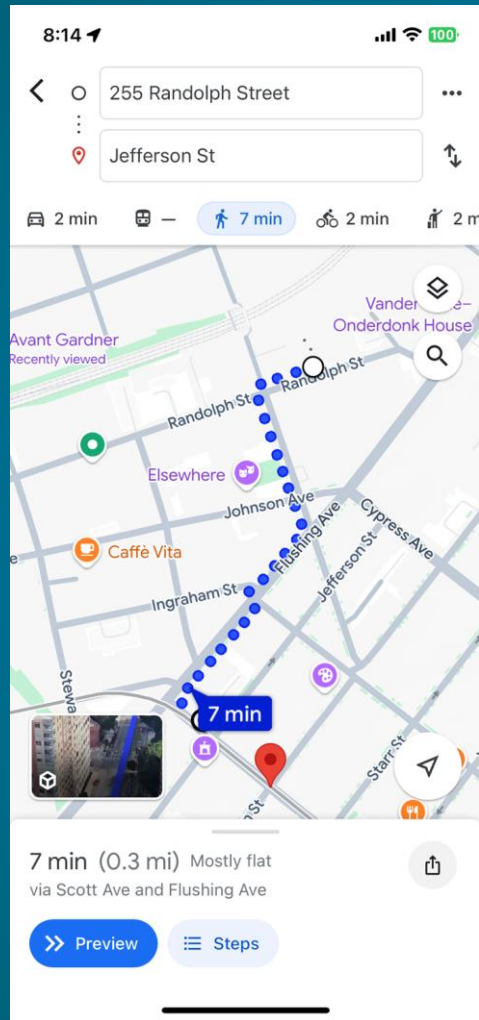 8:14
100
255 Randolph Street
Jefferson St
2 min
—
7 min
2 min
2 m
Avant Gardner
Recently viewed
Onderdonk House
Randolph St
Randolph St
Elsewhere
Johnson Ave
Flushing Ave
Cypress Ave
Jefferson St
Caffè Vita
Ingraham St
Stewa
7 min
Starr St
n St
7 min (0.3 mi) Mostly flat
via Scott Ave and Flushing Ave
Preview
Steps